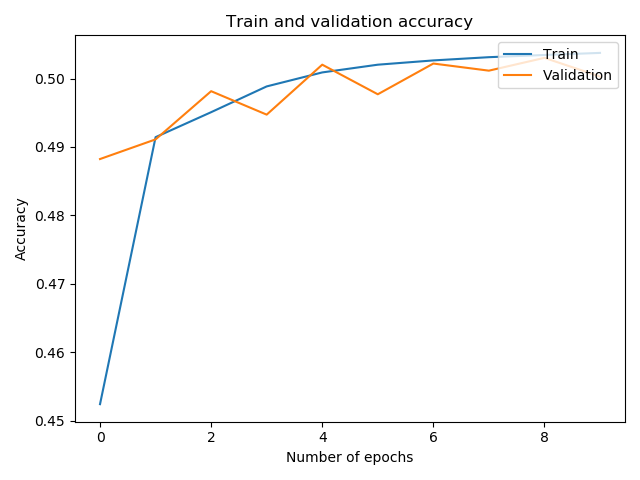 Train and validation accuracy
Train
Validation
0.50
0.49
0.48
0.47
0.46
0.45
Accuracy
0
2
4
6
8
Number of epochs